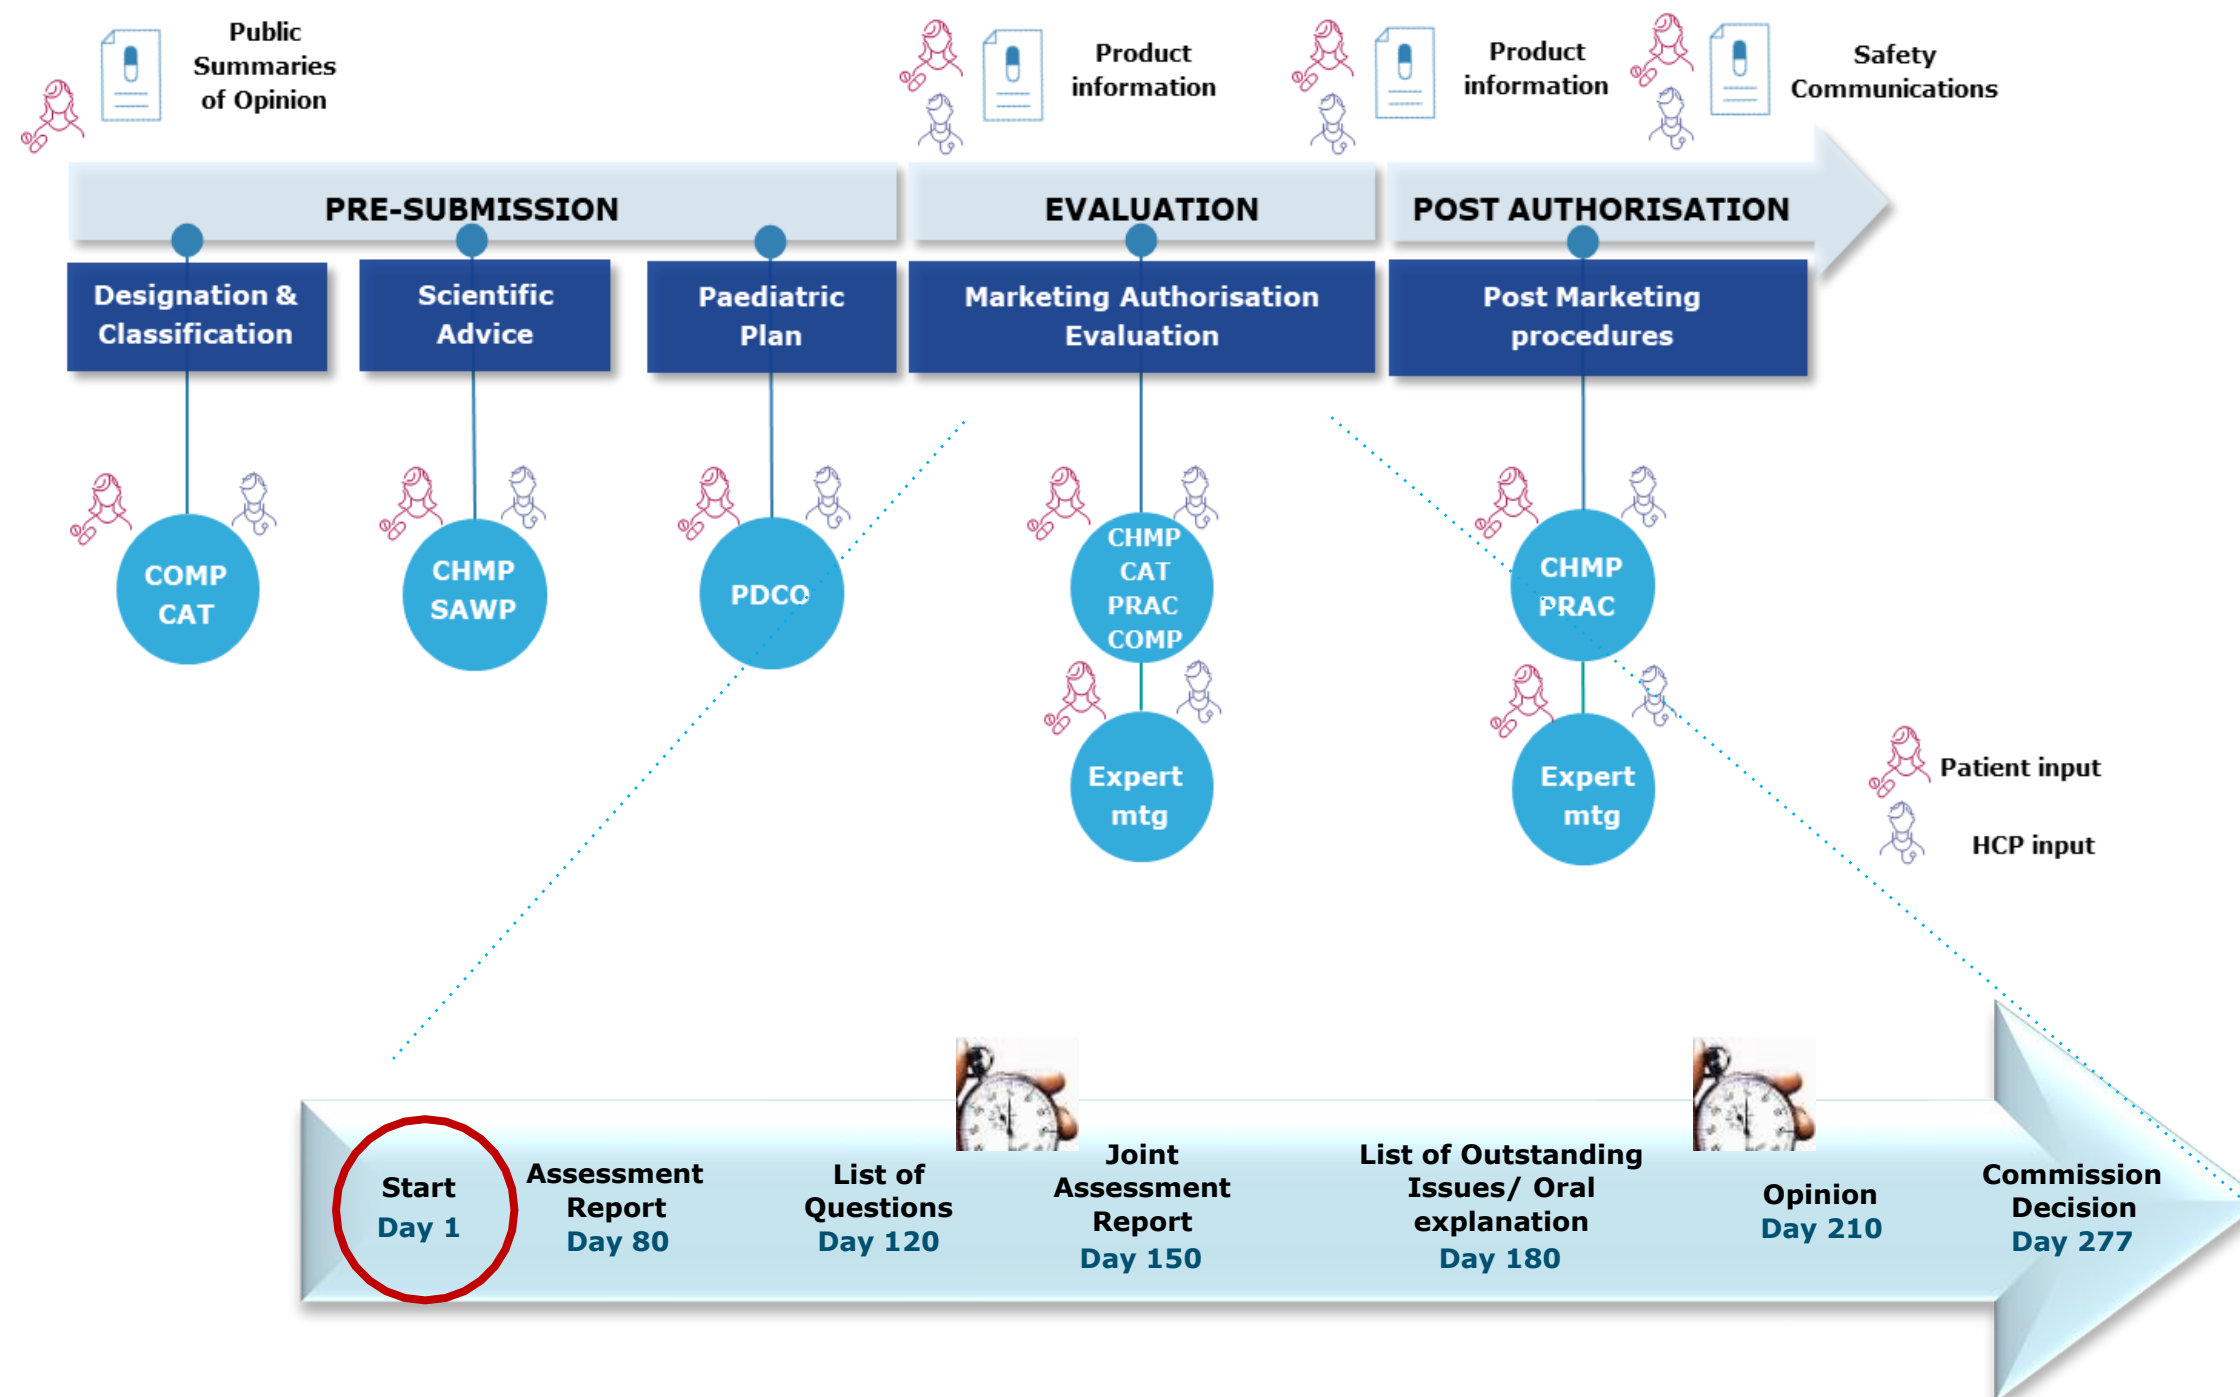 Public
Summaries
of Opinion
Product
information
Product
information
Safety
Communications
PRE-SUBMISSION
EVALUATION
POST AUTHORISATION
Designation &
Classification
Scientific
Advice
Paediatric
Plan
Marketing Authorisation
Evaluation
Post Marketing
procedures
COMP
CAT
CHMP
SAWP
PDCO
CHMP
CAT
PRAC
COMP
CHMP
PRAC
Expert
mtg
Expert
mtg
Patient input
HCP input
Start
Day 1
Assessment
Report
Day 80
List of
Questions
Day 120
Joint
Assessment
Report
Day 150
List of Outstanding
Issues/ Oral
explanation
Day 180
Opinion
Day 210
Commission
Decision
Day 277